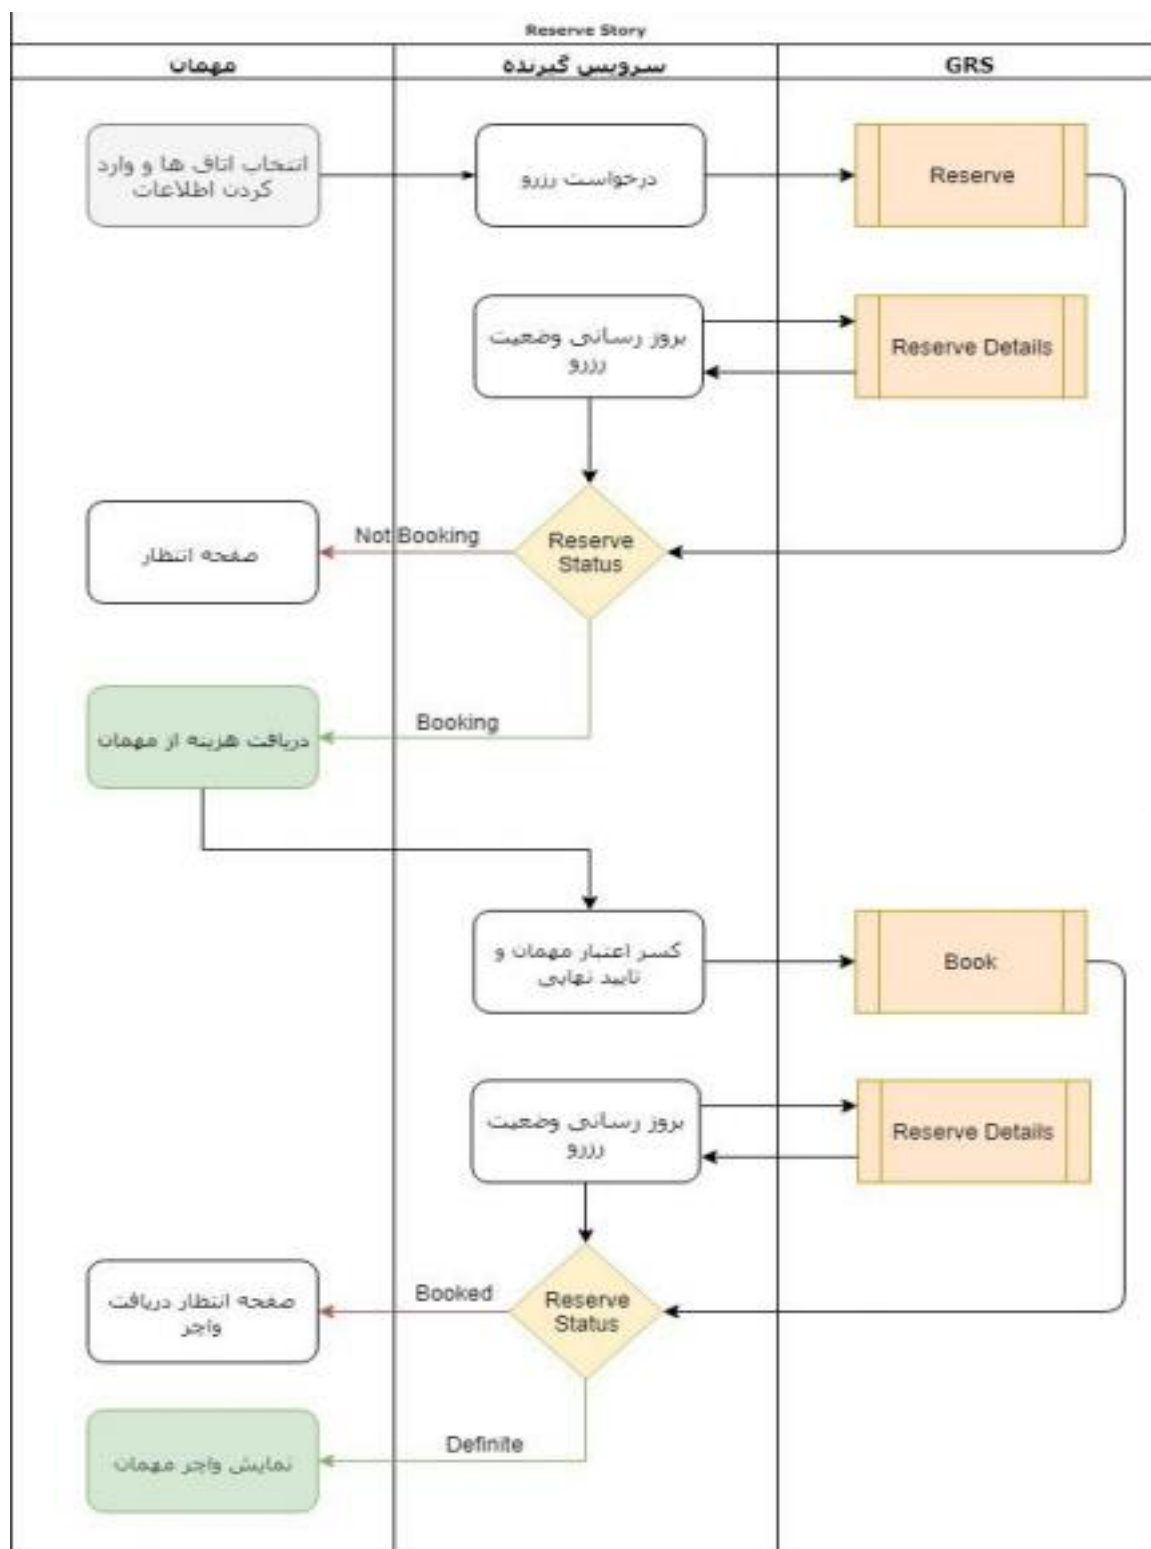 Reserve Story
مهمان
سرویس گیرنده
GRS
انتخاب اتاق ها و وارد
کردن اطلاعات
درخواست رزرو
Reserve
بروز رسانی وضعیت
رزرو
Reserve Details
Not Booking
صفحه انتظار
Reserve
Status
Booking
دریافت هزینه از مهمان
کسر اعتبار مهمان و
تایید نهایی
Book
بروز رسانی وضعیت
رزرو
Reserve Details
Booked
صفحه انتظار دریافت
واچر
Reserve
Status
Definite
نمایش واچر مهمان